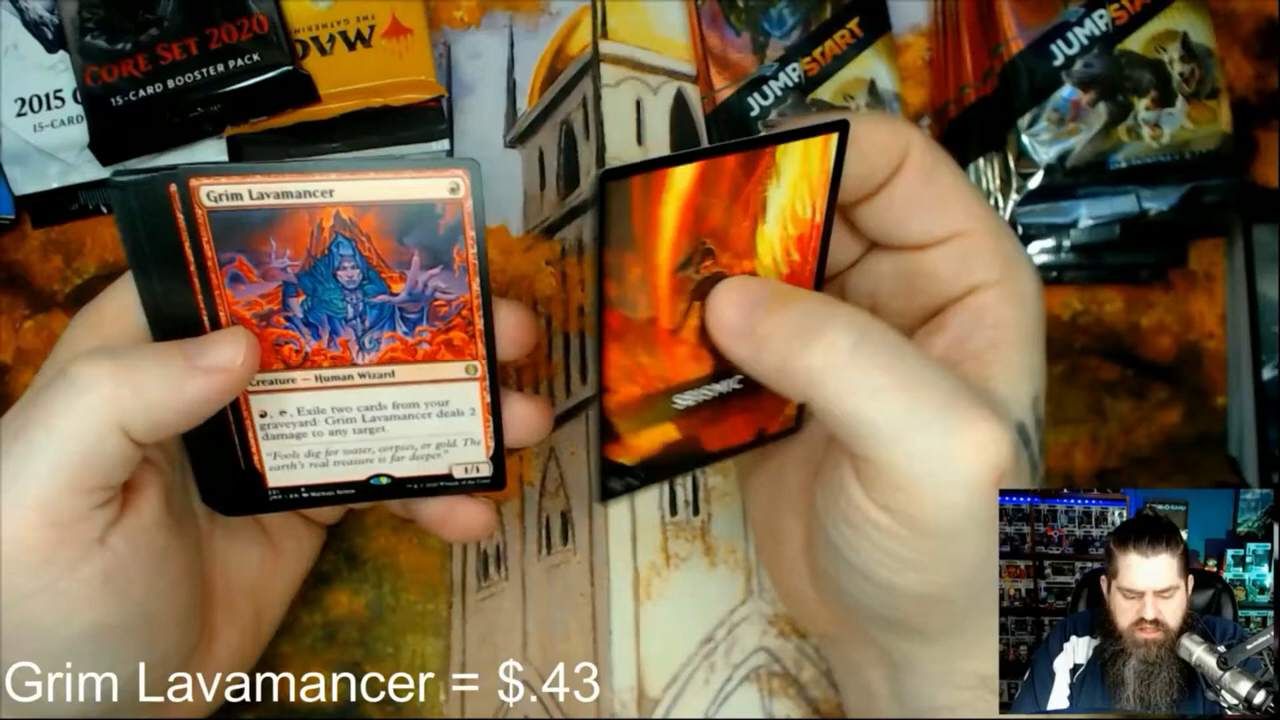 CORE SET 2020
15-CARD BOOSTER PACK
2015
15-CARD
THE GATHERING
JUMPSTART
JUMPSTA
Grim Lavamancer
Creature — Human Wizard
, , Exile two cards from your
graveyard: Grim Lavamancer deals 2
damage to any target.
"Fools dig for water, corpses, or gold. The
earth's real treasure is far deeper."
1/1
Grim Lavamancer = $.43